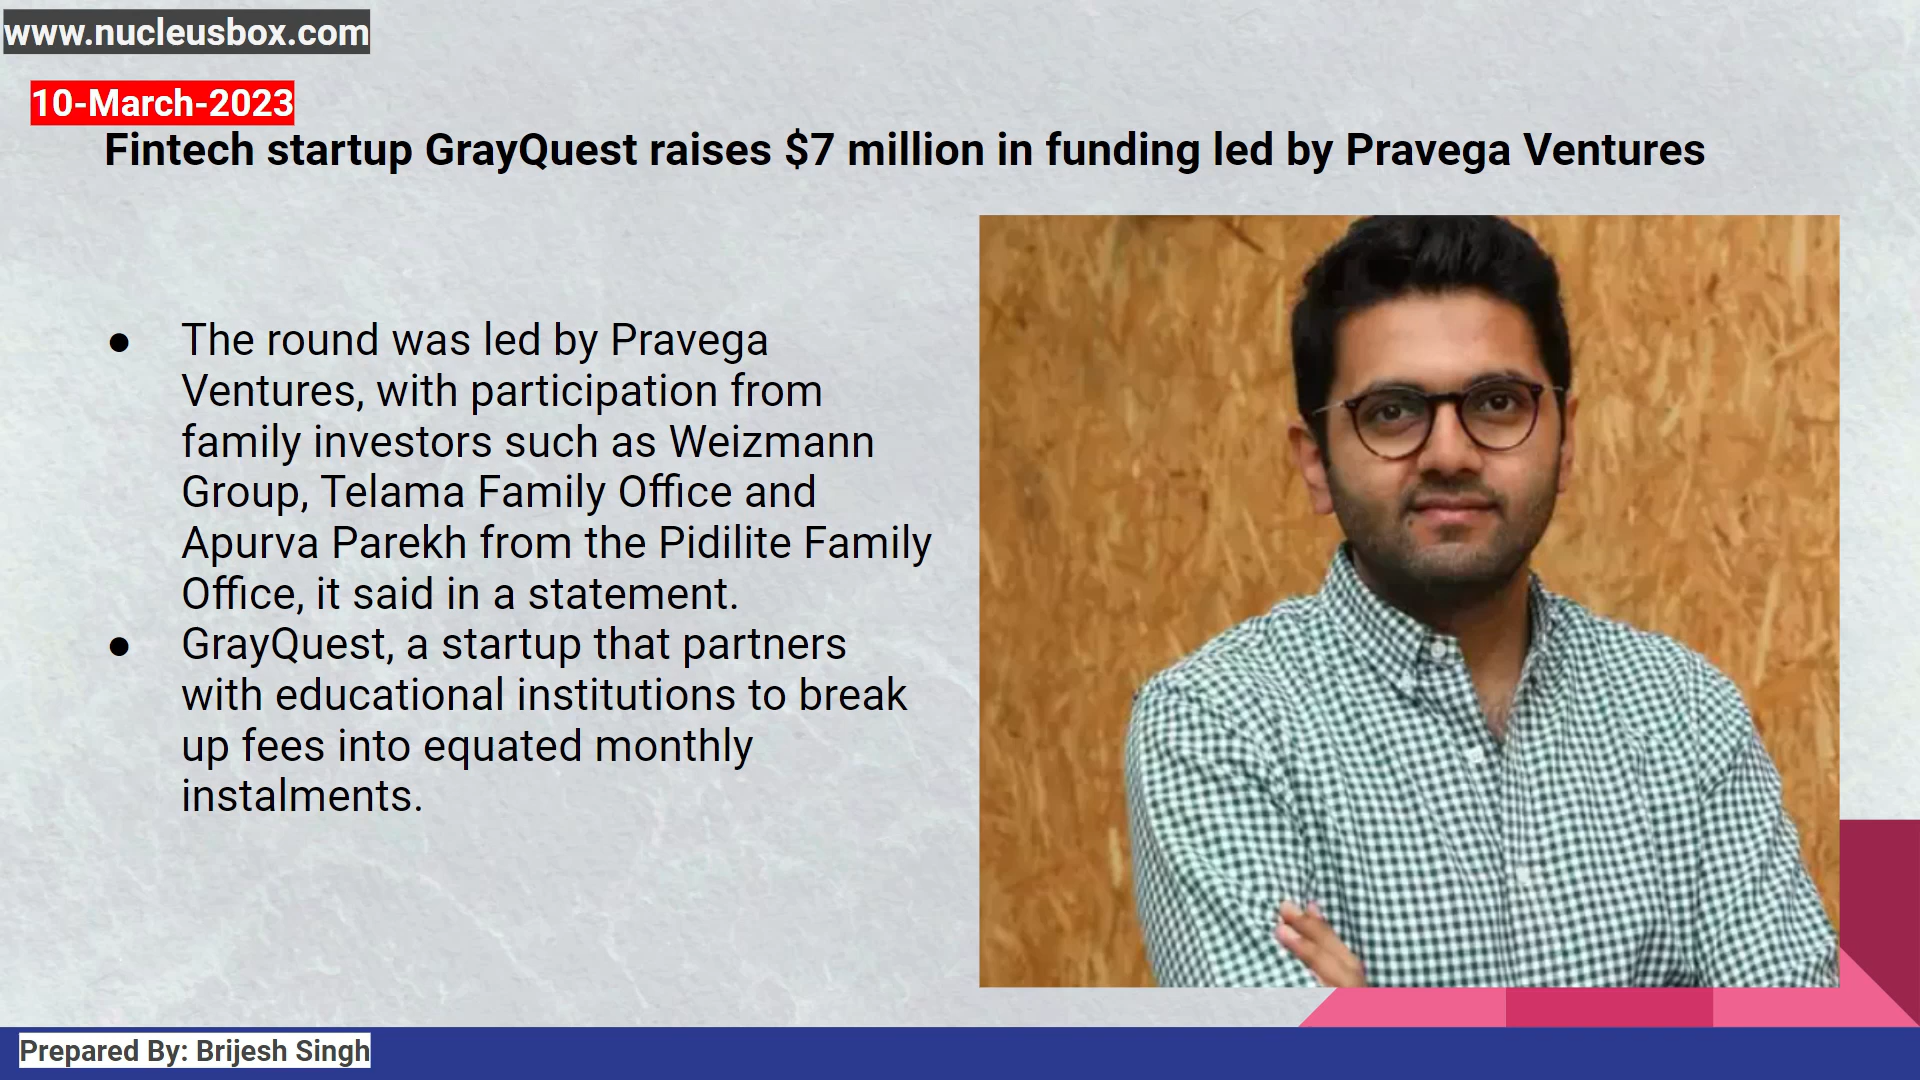 www.nucleusbox.com
10-March-2023
Fintech startup GrayQuest raises $7 million in funding led by Pravega Ventures
● The round was led by Pravega
Ventures, with participation from
family investors such as Weizmann
Group, Telama Family Office and
Apurva Parekh from the Pidilite Family
Office, it said in a statement.
● GrayQuest, a startup that partners
with educational institutions to break
up fees into equated monthly
instalments.
Prepared By: Brijesh Singh